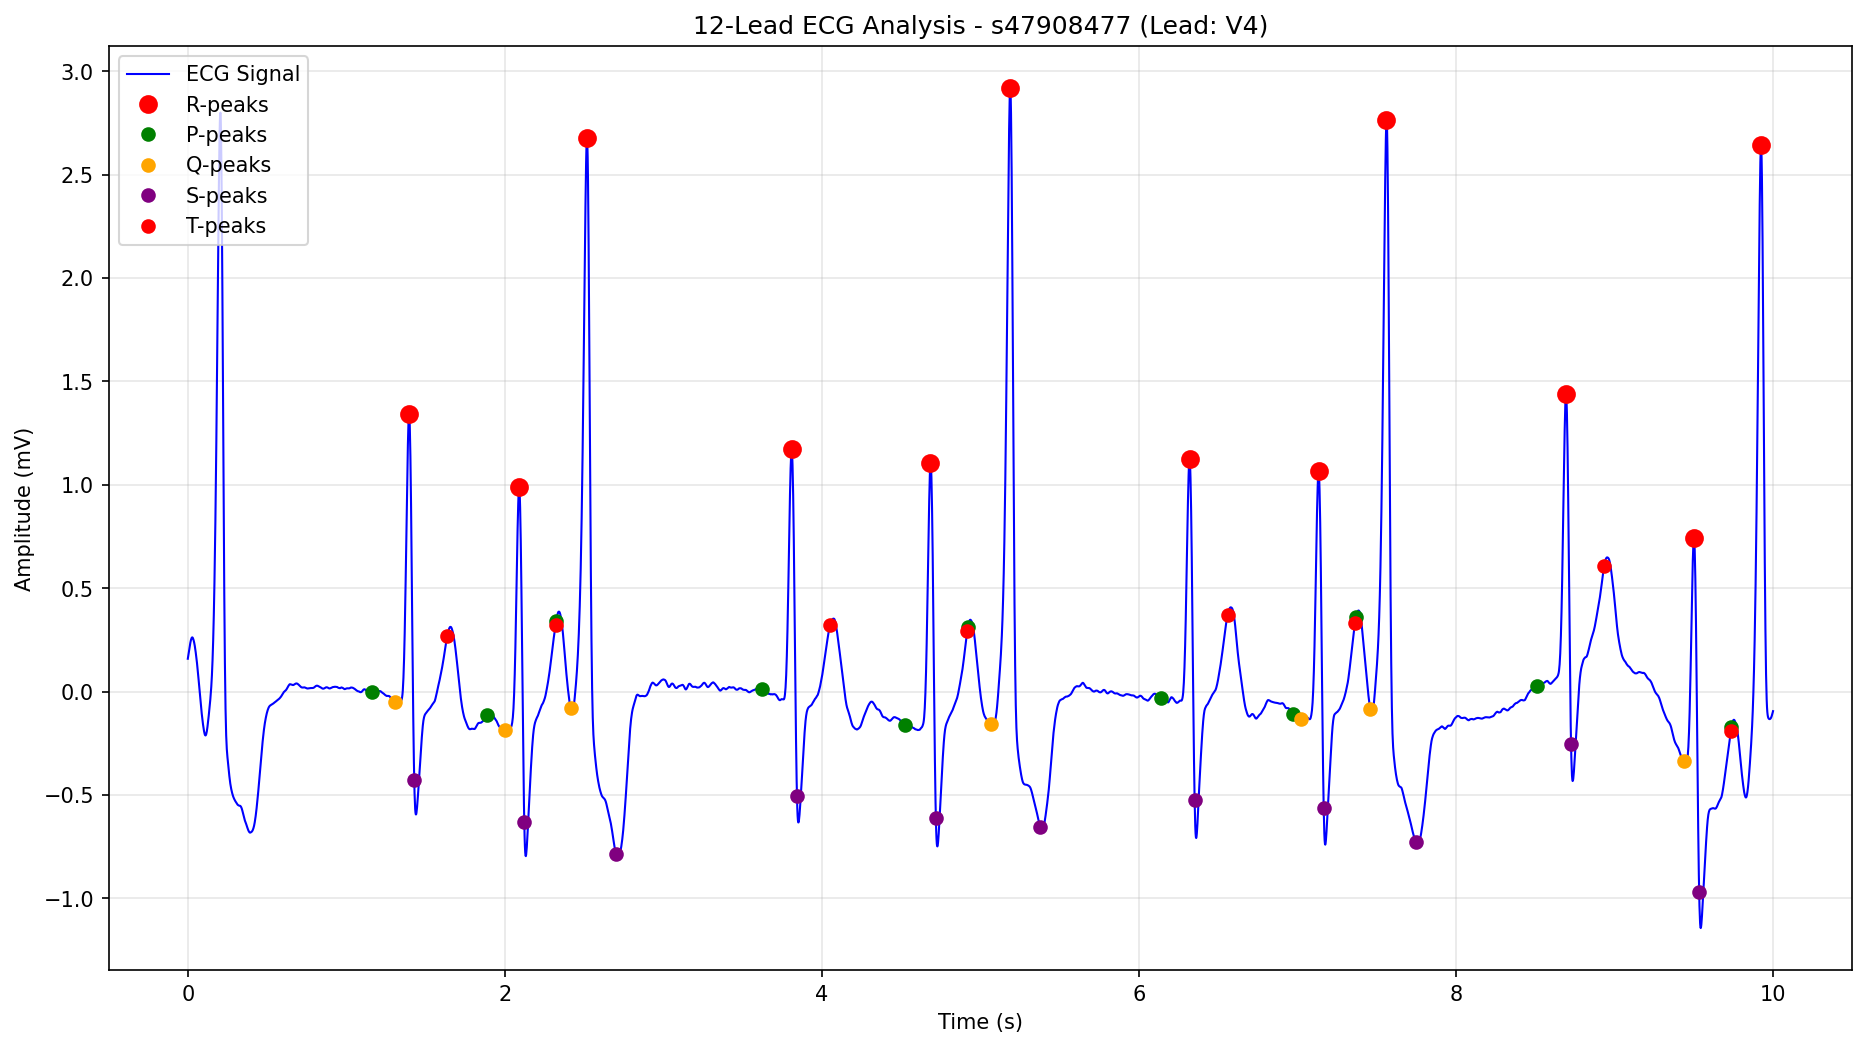 12-Lead ECG Analysis - s47908477 (Lead: V4)
ECG Signal
R-peaks
P-peaks
Q-peaks
S-peaks
T-peaks
Amplitude (mV)
3.0
2.5
2.0
1.5
1.0
0.5
0.0
−0.5
−1.0
0 2 4 6 8 10
Time (s)